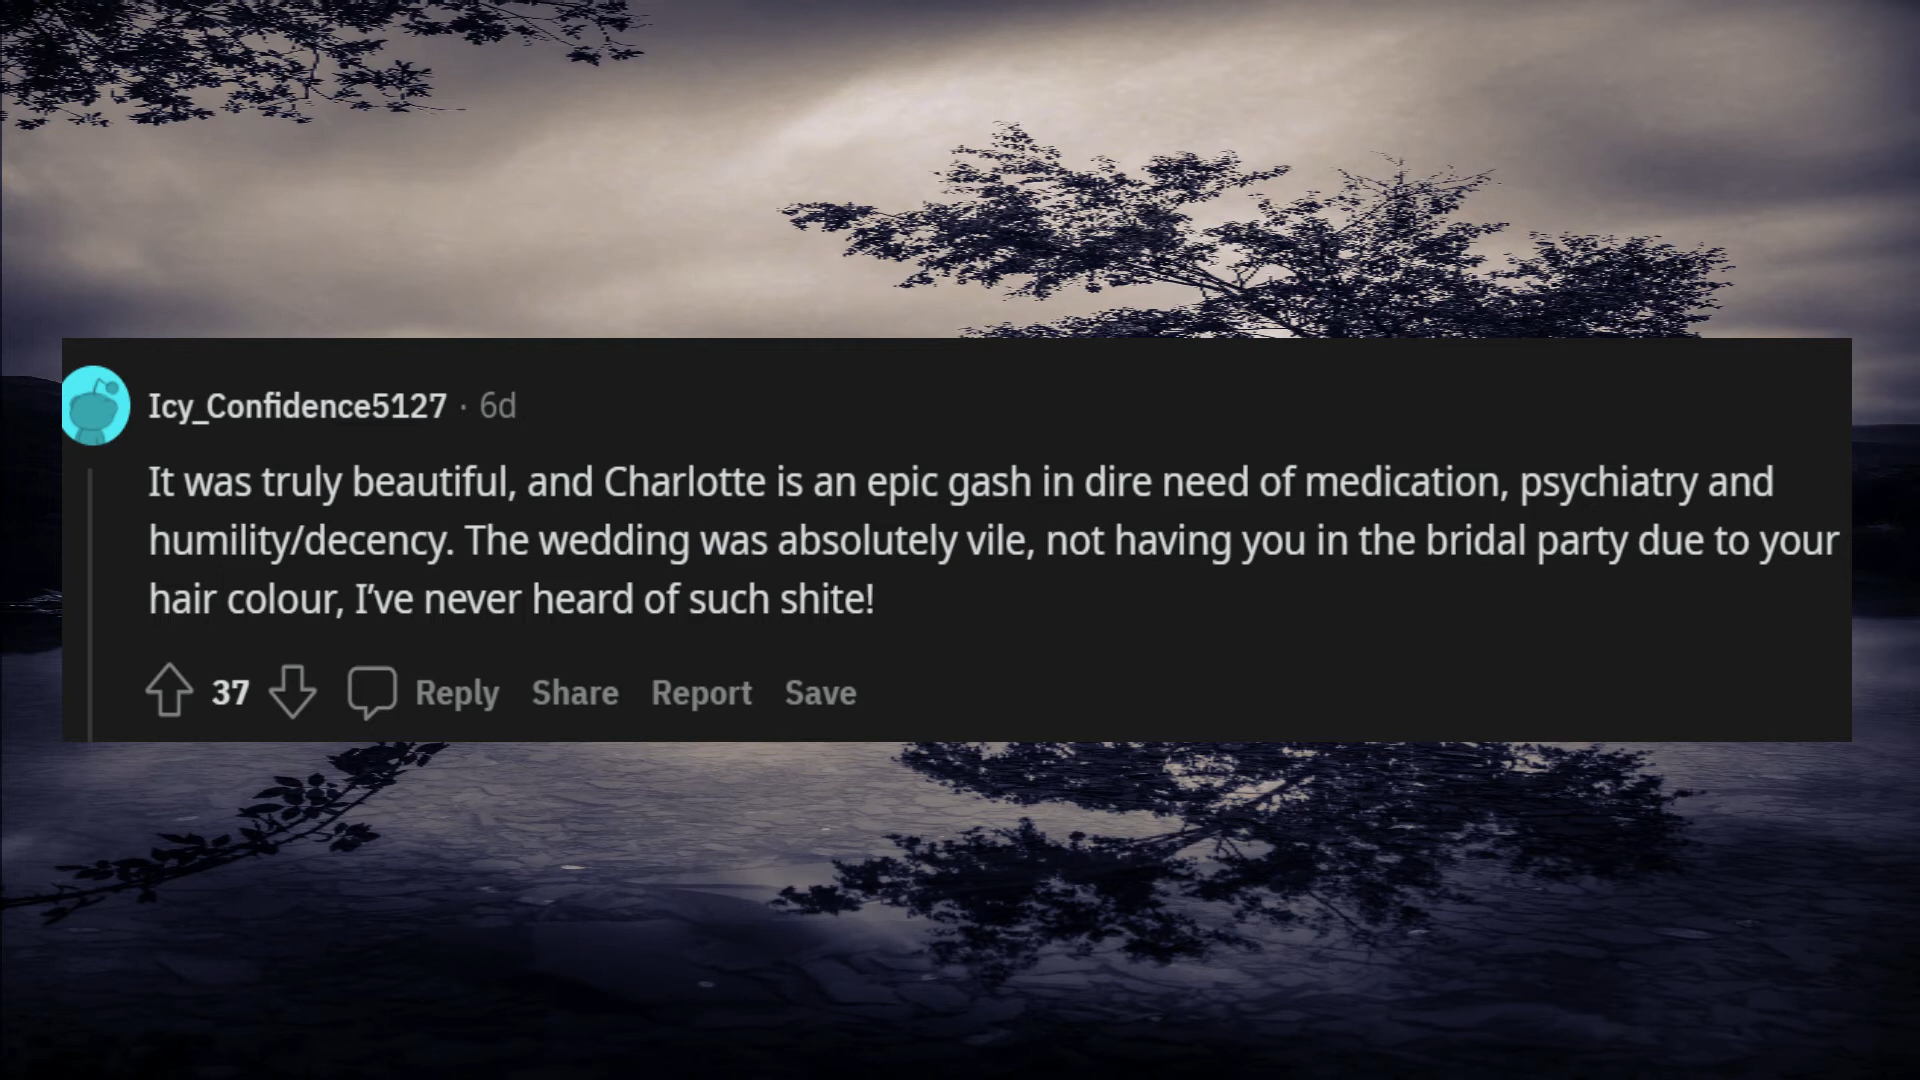 Icy_Confidence5127 · 6d
It was truly beautiful, and Charlotte is an epic gash in dire need of medication, psychiatry and
humility/decency. The wedding was absolutely vile, not having you in the bridal party due to your
hair colour, I’ve never heard of such shite!
37 Reply Share Report Save